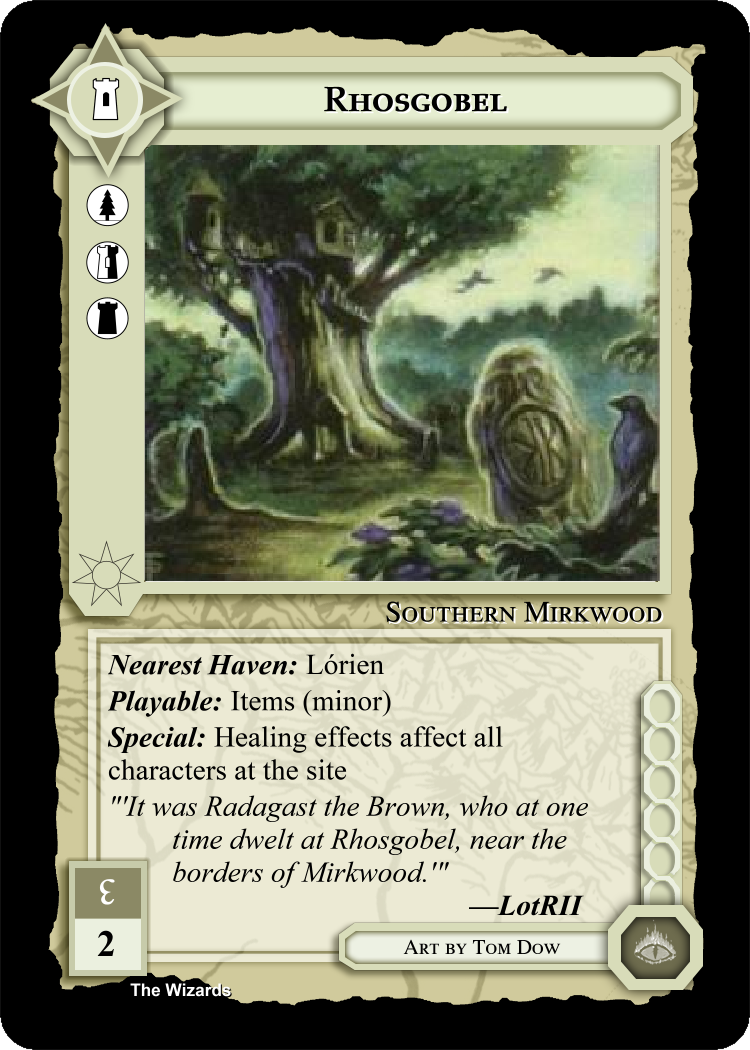 Rhosgobel
Southern Mirkwood
Nearest Haven: Lórien
Playable: Items (minor)
Special: Healing effects affect all
characters at the site
"'It was Radagast the Brown, who at one
time dwelt at Rhosgobel, near the
borders of Mirkwood.'"
—LotRII
2
Art by Tom Dow
The Wizards